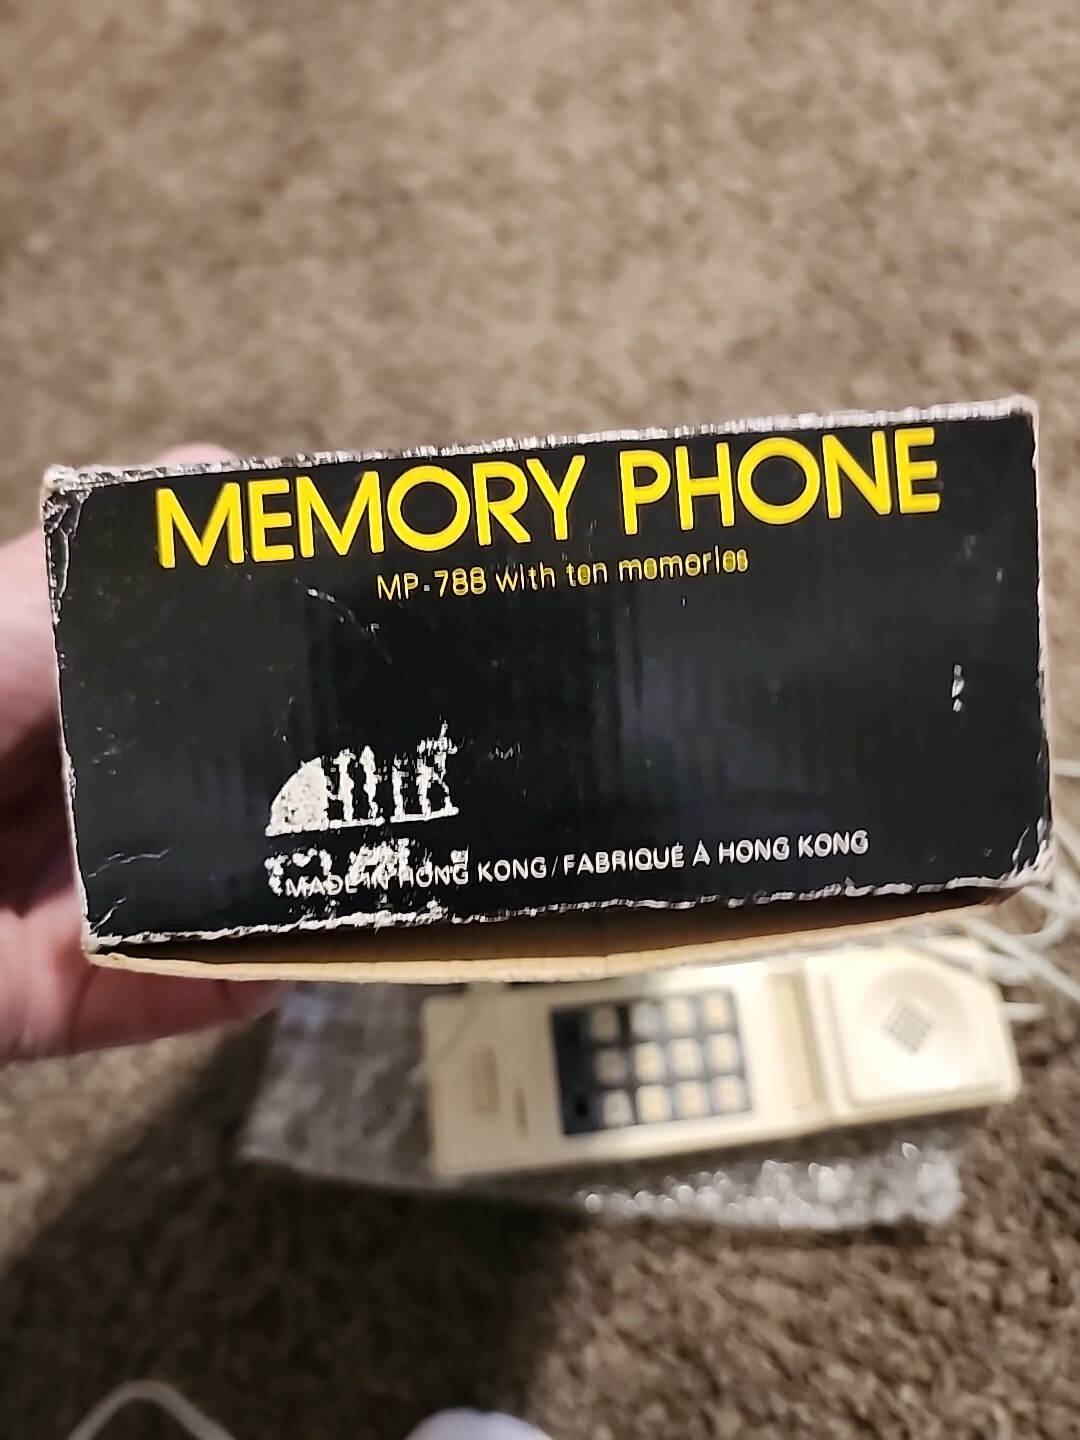 MEMORY PHONE
MP-788 with ten memories
MADE IN HONG KONG/FABRIQUÉ À HONG KONG